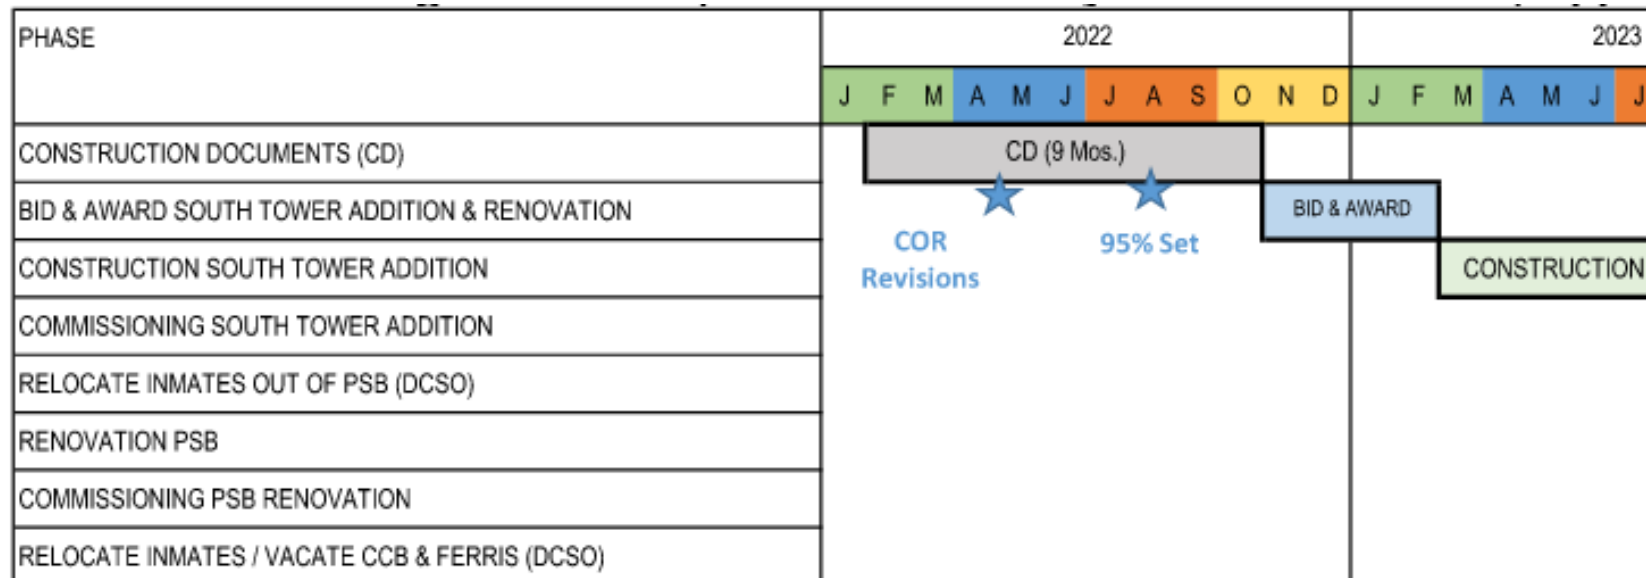 PHASE
2022
2023
J F M A M J J A S O N D J F M A M J J
CONSTRUCTION DOCUMENTS (CD)
CD (9 Mos.)
BID & AWARD SOUTH TOWER ADDITION & RENOVATION
BID & AWARD
COR
Revisions
95% Set
CONSTRUCTION SOUTH TOWER ADDITION
CONSTRUCTION
COMMISSIONING SOUTH TOWER ADDITION
RELOCATE INMATES OUT OF PSB (DCSO)
RENOVATION PSB
COMMISSIONING PSB RENOVATION
RELOCATE INMATES / VACATE CCB & FERRIS (DCSO)